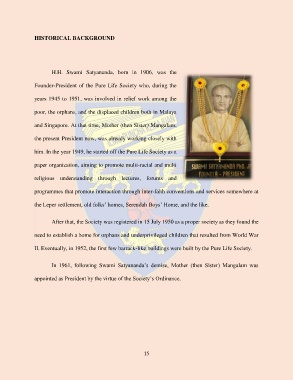 HISTORICAL BACKGROUND
H.H. Swami Satyananda, born in 1906, was the
Founder-President of the Pure Life Society who, during the
years 1945 to 1951, was involved in relief work among the
poor, the orphans, and the displaced children both in Malaya
and Singapore. At that time, Mother (then Sister) Mangalam,
the present President now, was already working closely with
him. In the year 1949, he started off the Pure Life Society as a
paper organization, aiming to promote multi-racial and multi
religious understanding through lectures, forums and
SWAMI SATYANANDA PJK J.P.
FOUNDER - PRESIDENT
programmes that promote interaction through inter-faith conventions and services somewhere at
the Leper settlement, old folks' homes, Serendah Boys' Home, and the like.
After that, the Society was registered in 15 July 1950 as a proper society as they found the
need to establish a home for orphans and underprivileged children that resulted from World War
II. Eventually, in 1952, the first few barrack-like buildings were built by the Pure Life Society.
In 1961, following Swami Satyananda's demise, Mother (then Sister) Mangalam was
appointed as President by the virtue of the Society's Ordinance.
15